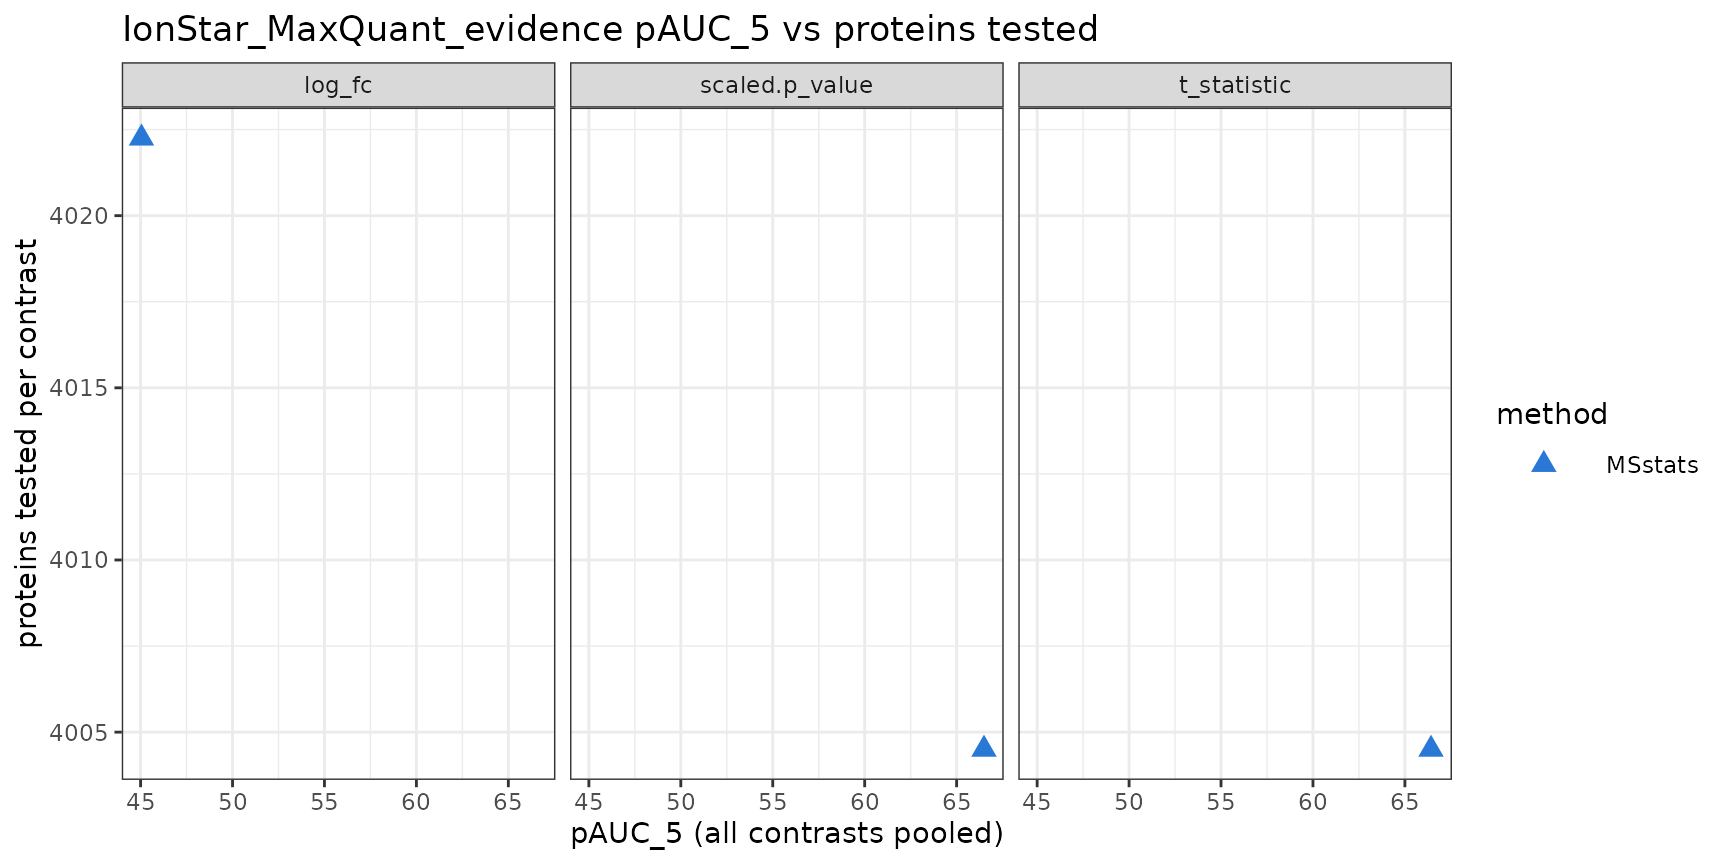 IonStar_MaxQuant_evidence pAUC_5 vs proteins tested
log_fc
scaled.p_value
t_statistic
proteins tested per contrast
4020
4015
4010
4005
45 50 55 60 65
45 50 55 60 65
45 50 55 60 65
pAUC_5 (all contrasts pooled)
method
MSstats